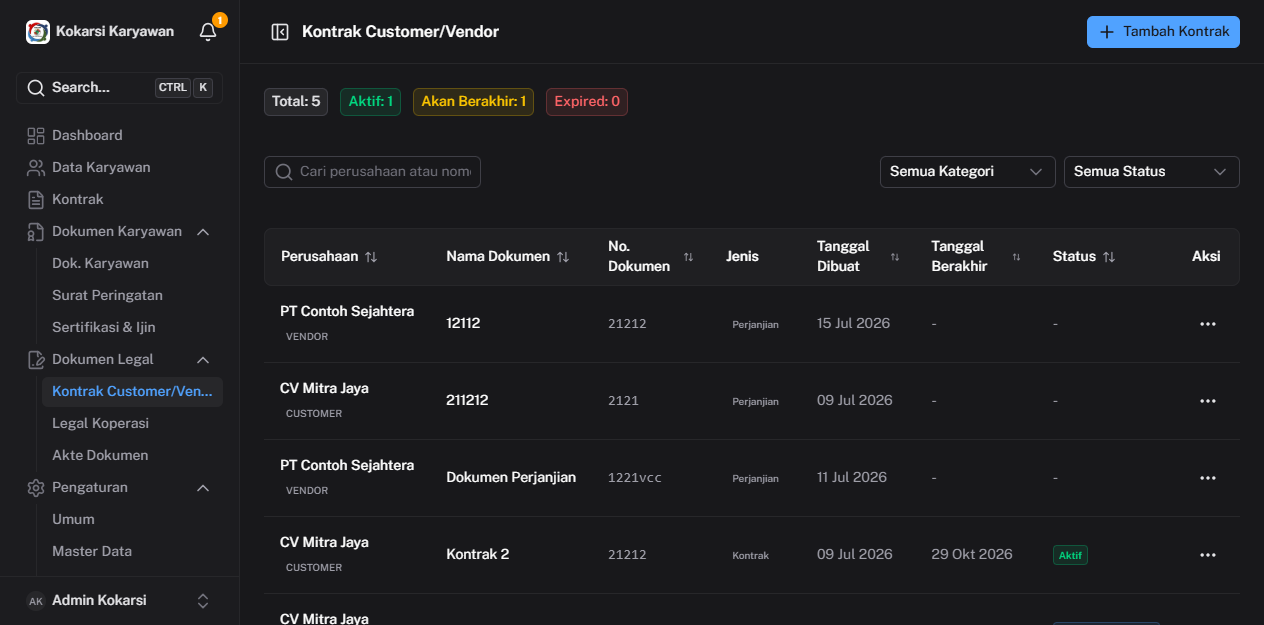 Kokarsi Karyawan
1
Search...
CTRL K
Dashboard
Data Karyawan
Kontrak
Dokumen Karyawan
Dok. Karyawan
Surat Peringatan
Sertifikasi & Ijin
Dokumen Legal
Kontrak Customer/Ven...
Legal Koperasi
Akte Dokumen
Pengaturan
Umum
Master Data
AK Admin Kokarsi
Kontrak Customer/Vendor
Tambah Kontrak
Total: 5 Aktif: 1 Akan Berakhir: 1 Expired: 0
Cari perusahaan atau nom
Semua Kategori Semua Status
Perusahaan Nama Dokumen No. Dokumen Jenis Tanggal Dibuat Tanggal Berakhir Status Aksi
PT Contoh Sejahtera
VENDOR
12112 21212 Perjanjian 15 Jul 2026 - -
CV Mitra Jaya
CUSTOMER
211212 2121 Perjanjian 09 Jul 2026 - -
PT Contoh Sejahtera
VENDOR
Dokumen Perjanjian 1221vcc Perjanjian 11 Jul 2026 - -
CV Mitra Jaya
CUSTOMER
Kontrak 2 21212 Kontrak 09 Jul 2026 29 Okt 2026 Aktif
CV Mitra Jaya